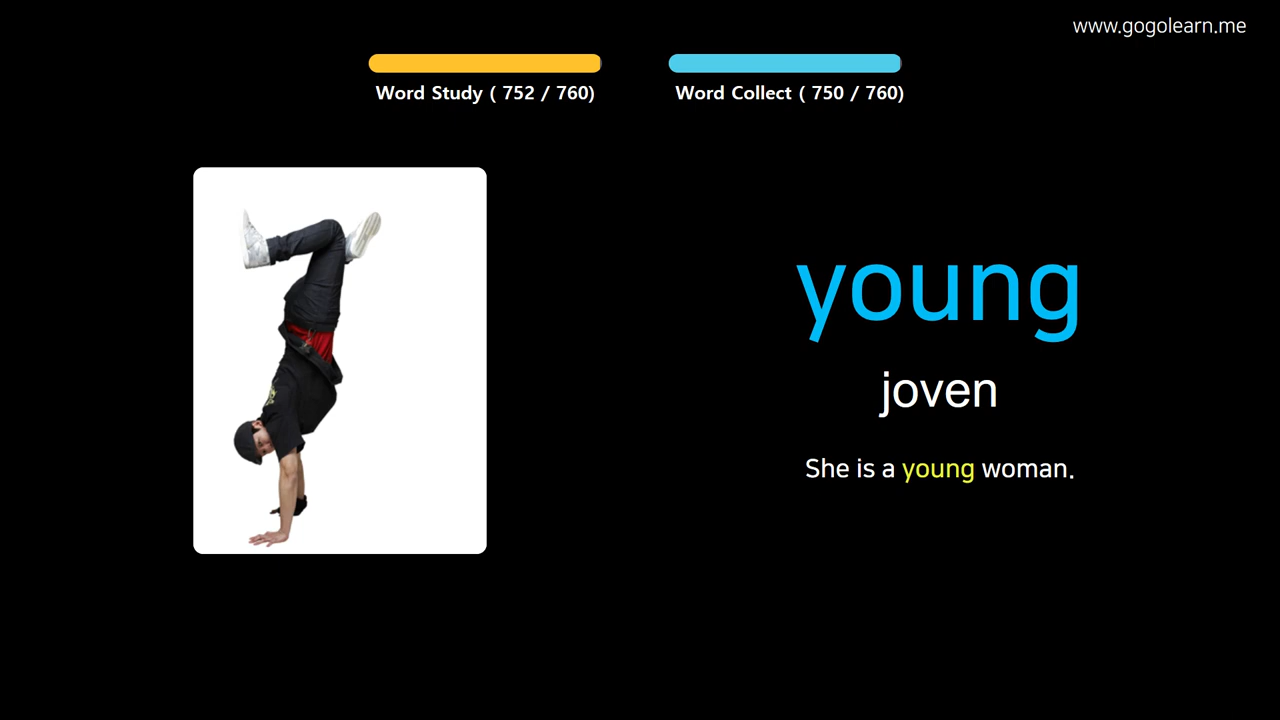 www.gogolearn.me
Word Study ( 752 / 760)
Word Collect ( 750 / 760)
young
joven
She is a young woman.